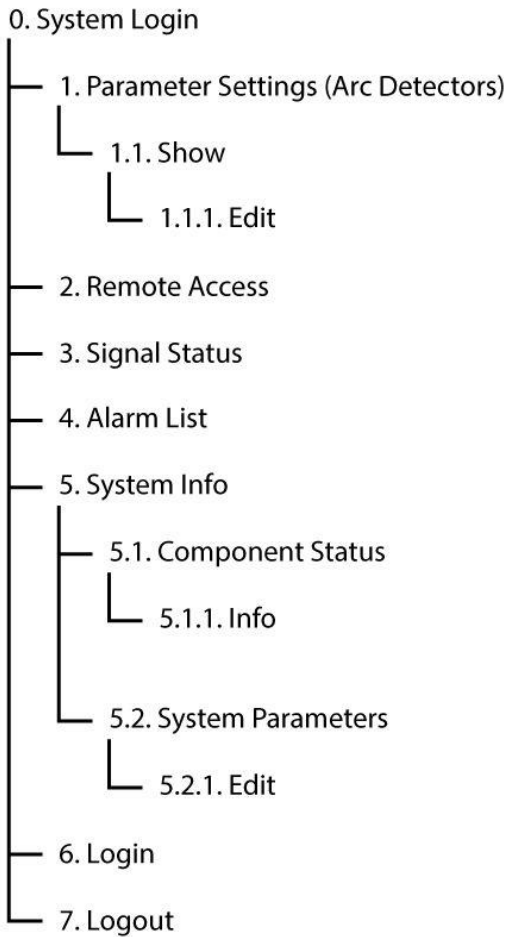 0. System Login
1. Parameter Settings (Arc Detectors)
1.1. Show
1.1.1. Edit
2. Remote Access
3. Signal Status
4. Alarm List
5. System Info
5.1. Component Status
5.1.1. Info
5.2. System Parameters
5.2.1. Edit
6. Login
7. Logout